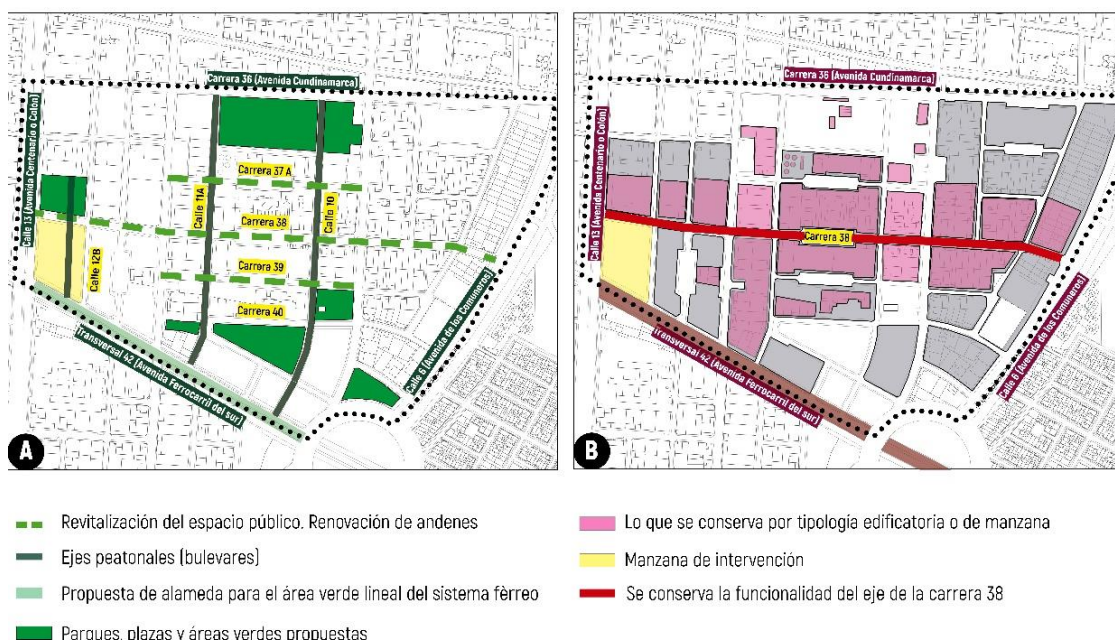 Carrera 36 (Avenida Cundinamarca)
Calle 13 (Avenida Centenario o Colón)
Calle 11A
Calle 10
Carrera 37 A
Carrera 38
Carrera 39
Carrera 40
Calle 12B
Transversal 42 (Avenida Ferrocarril del sur)
Calle 6 (Avenida de los Comuneros)
A
Carrera 36 (Avenida Cundinamarca)
Calle 13 (Avenida Centenario o Colón)
Carrera 38
Transversal 42 (Avenida Ferrocarril del sur)
Calle 6 (Avenida de los Comuneros)
B
Revitalización del espacio público. Renovación de andenes
Ejes peatonales (bulevares)
Propuesta de alameda para el área verde lineal del sistema fèrreo
Parques, plazas y áreas verdes propuestas
Lo que se conserva por tipología edificatoria o de manzana
Manzana de intervención
Se conserva la funcionalidad del eje de la carrera 38